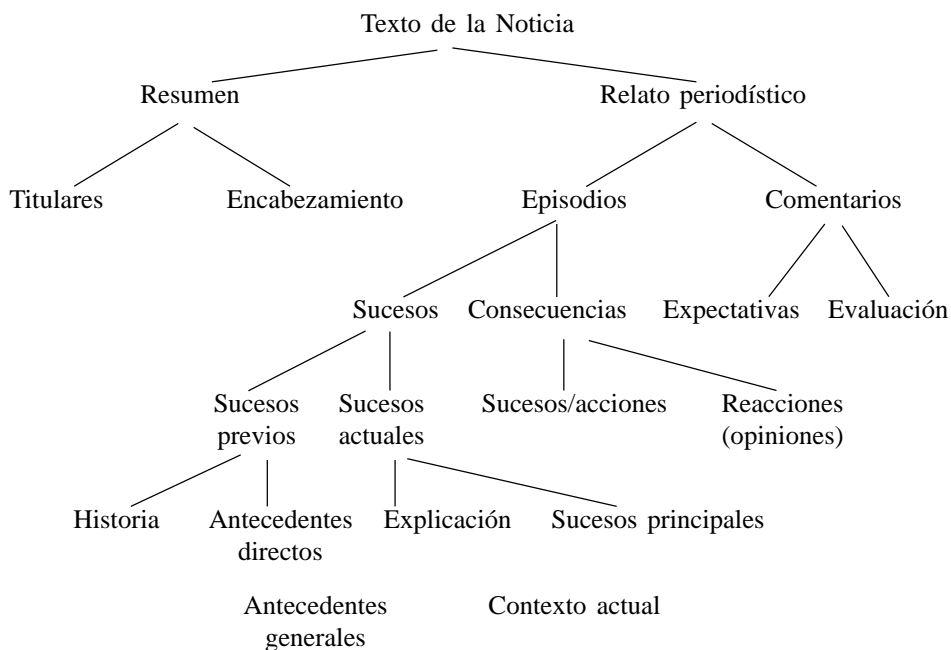 Texto de la Noticia
Resumen Relato periodístico
Titulares Encabezamiento Episodios Comentarios
Sucesos Consecuencias Expectativas Evaluación
Sucesos previos Sucesos actuales Sucesos/acciones Reacciones (opiniones)
Historia Antecedentes directos Explicación Sucesos principales
Antecedentes generales Contexto actual